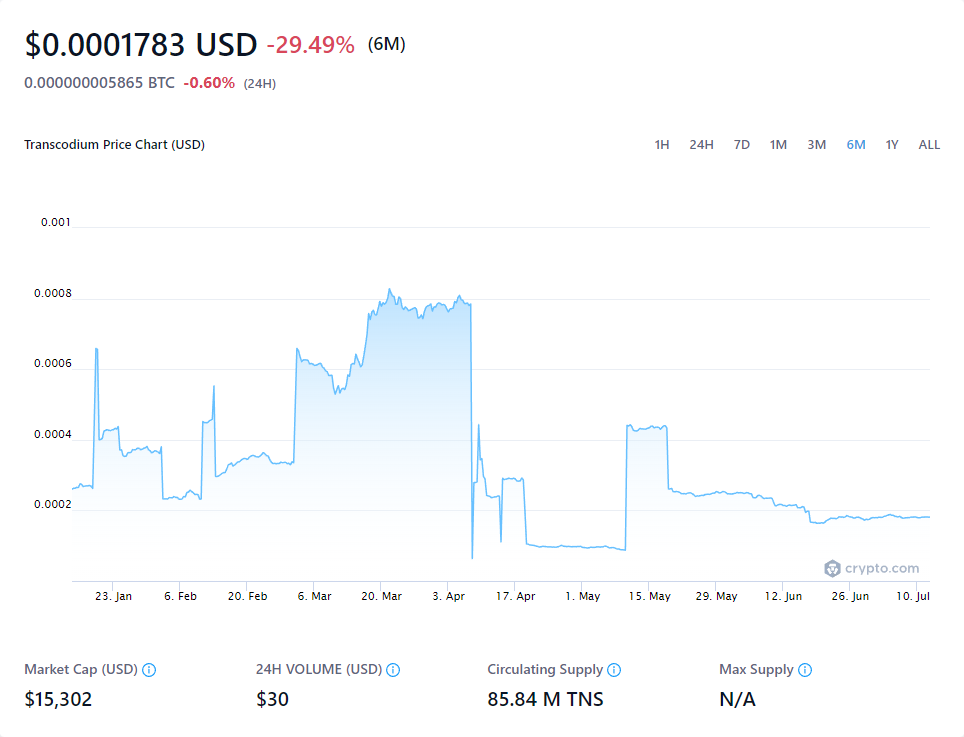 $0.0001783 USD -29.49% (6M)
0.000000005865 BTC -0.60% (24H)
Transcodium Price Chart (USD) 1H 24H 7D 1M 3M 6M 1Y ALL
0.001
0.0008
0.0006
0.0004
0.0002
crypto.com
23. Jan 6. Feb 20. Feb 6. Mar 20. Mar 3. Apr 17. Apr 1. May 15. May 29. May 12. Jun 26. Jun 10. Jul
Market Cap (USD) 24H VOLUME (USD) Circulating Supply Max Supply
$15,302 $30 85.84 M TNS N/A